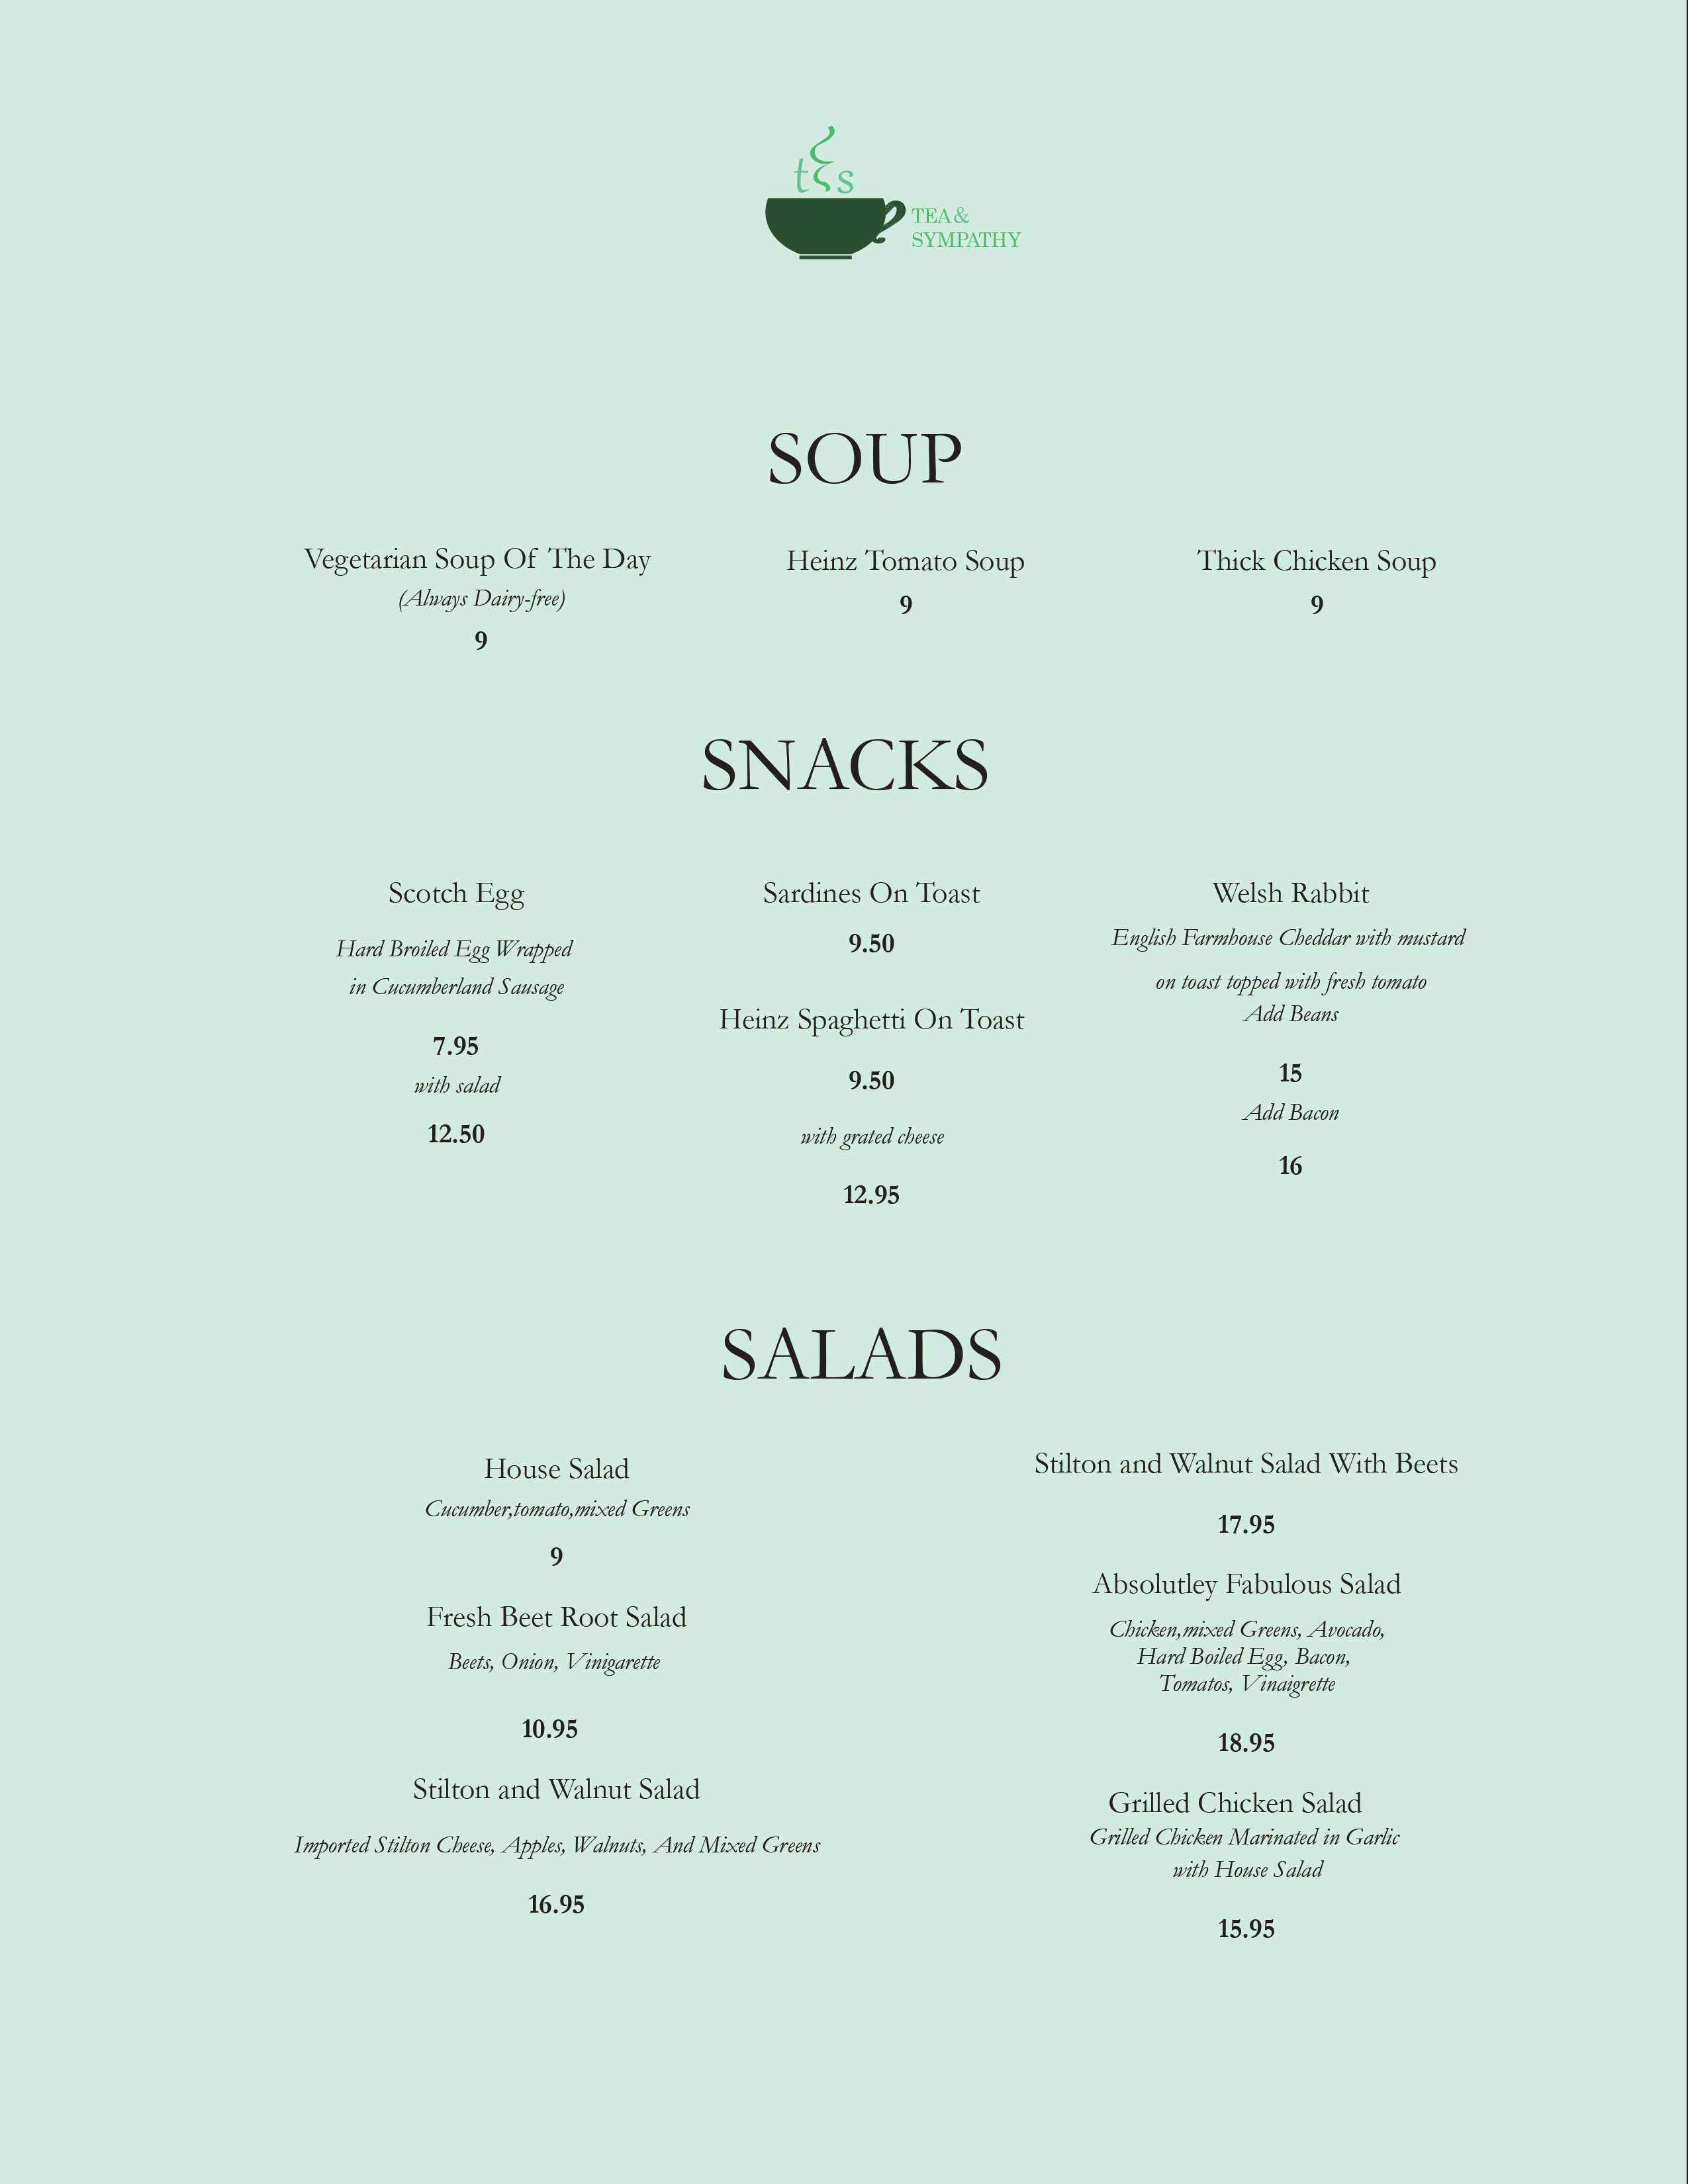 t&s
TEA &
SYMPATHY
SOUP
Vegetarian Soup Of The Day
(Always Dairy-free)
9
Heinz Tomato Soup
9
Thick Chicken Soup
9
SNACKS
Scotch Egg
Hard Broiled Egg Wrapped
in Cucumberland Sausage
7.95
with salad
12.50
Sardines On Toast
9.50
Heinz Spaghetti On Toast
9.50
with grated cheese
12.95
Welsh Rabbit
English Farmhouse Cheddar with mustard
on toast topped with fresh tomato
Add Beans
15
Add Bacon
16
SALADS
House Salad
Cucumber,tomato,mixed Greens
9
Fresh Beet Root Salad
Beets, Onion, Vinigarette
10.95
Stilton and Walnut Salad
Imported Stilton Cheese, Apples, Walnuts, And Mixed Greens
16.95
Stilton and Walnut Salad With Beets
17.95
Absolutley Fabulous Salad
Chicken,mixed Greens, Avocado,
Hard Boiled Egg, Bacon,
Tomatos, Vinaigrette
18.95
Grilled Chicken Salad
Grilled Chicken Marinated in Garlic
with House Salad
15.95